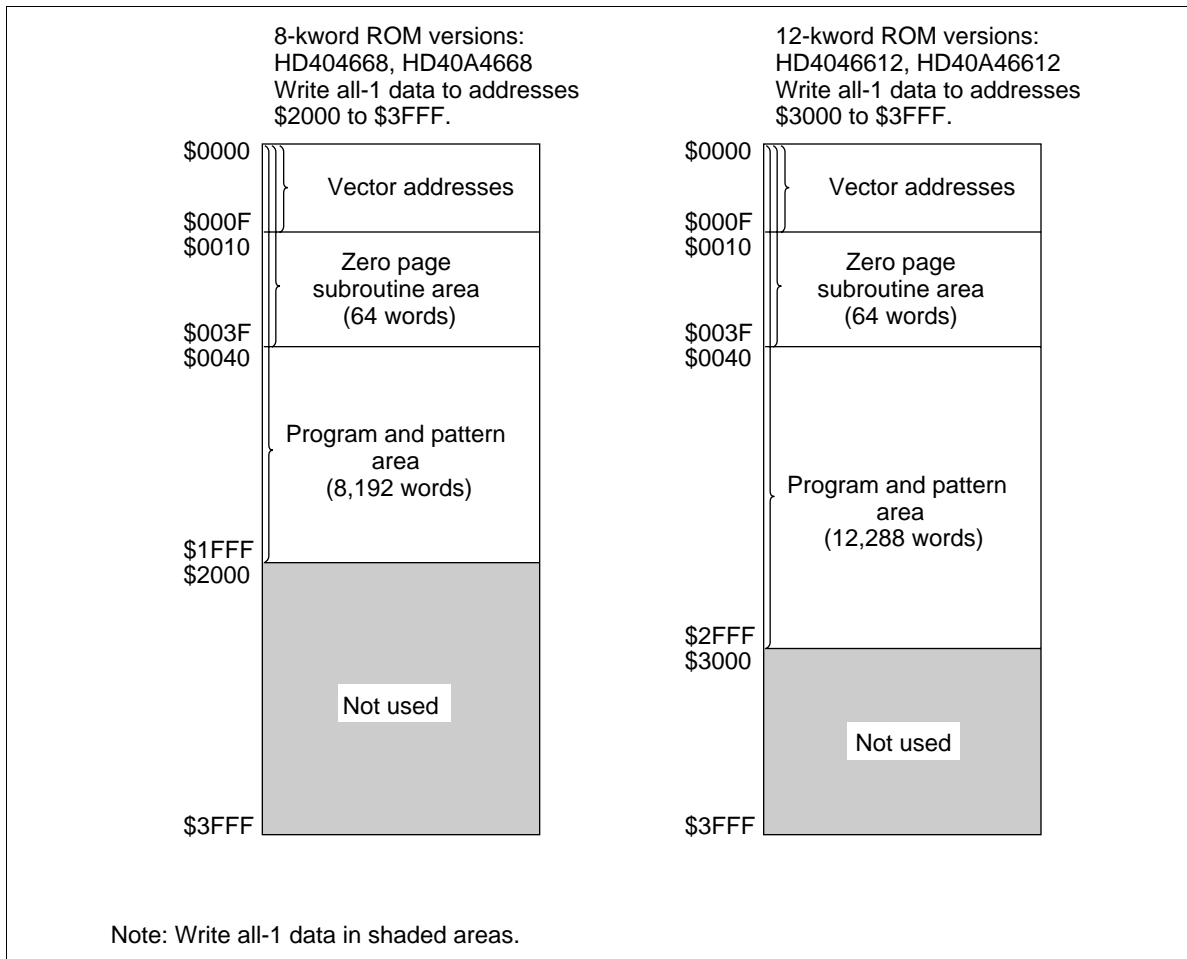 8-kword ROM versions:
HD404668, HD40A4668
Write all-1 data to addresses
$2000 to $3FFF.
$0000
Vector addresses
$000F
$0010
Zero page
subroutine area
(64 words)
$003F
$0040
Program and pattern
area
(8,192 words)
$1FFF
$2000
Not used
$3FFF
12-kword ROM versions:
HD4046612, HD40A46612
Write all-1 data to addresses
$3000 to $3FFF.
$0000
Vector addresses
$000F
$0010
Zero page
subroutine area
(64 words)
$003F
$0040
Program and pattern
area
(12,288 words)
$2FFF
$3000
Not used
$3FFF
Note: Write all-1 data in shaded areas.